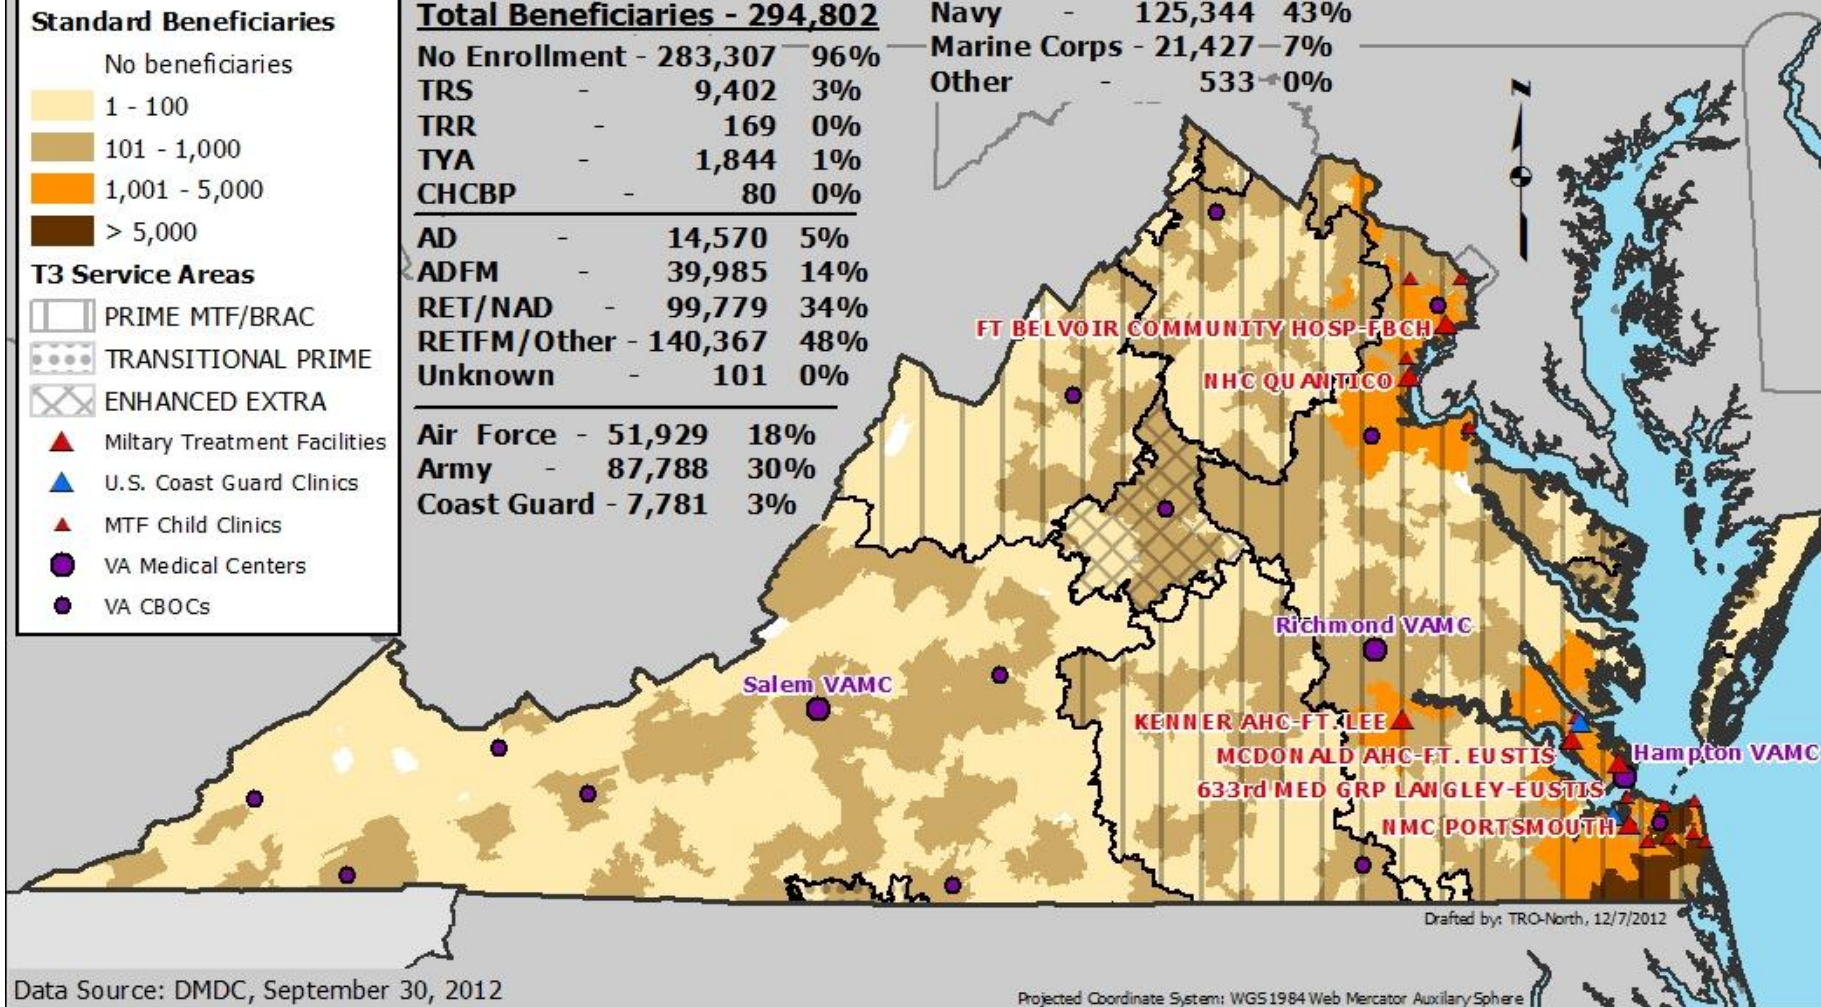 Standard Beneficiaries
No beneficiaries
1 - 100
101 - 1,000
1,001 - 5,000
> 5,000
T3 Service Areas
PRIME MTF/BRAC
TRANSITIONAL PRIME
ENHANCED EXTRA
Miltary Treatment Facilities
U.S. Coast Guard Clinics
MTF Child Clinics
VA Medical Centers
VA CBOCs
Total Beneficiaries - 294,802
No Enrollment - 283,307 96%
TRS - 9,402 3%
TRR - 169 0%
TYA - 1,844 1%
CHCBP - 80 0%
AD - 14,570 5%
ADFM - 39,985 14%
RET/NAD - 99,779 34%
RETFM/Other - 140,367 48%
Unknown - 101 0%
Air Force - 51,929 18%
Army - 87,788 30%
Coast Guard - 7,781 3%
Navy - 125,344 43%
Marine Corps - 21,427 7%
Other - 533 0%
N
FT BELVOIR COMMUNITY HOSP-FBCH
NHC QUANTICO
Richmond VAMC
Salem VAMC
KENNER AHC-FT. LEE
MCDONALD AHC-FT. EUSTIS
Hampton VAMC
633rd MED GRP LANGLEY-EUSTIS
NMC PORTSMOUTH
Drafted by: TRO-North, 12/7/2012
Data Source: DMDC, September 30, 2012
Projected Coordinate System: WGS 1984 Web Mercator Auxilary Sphere